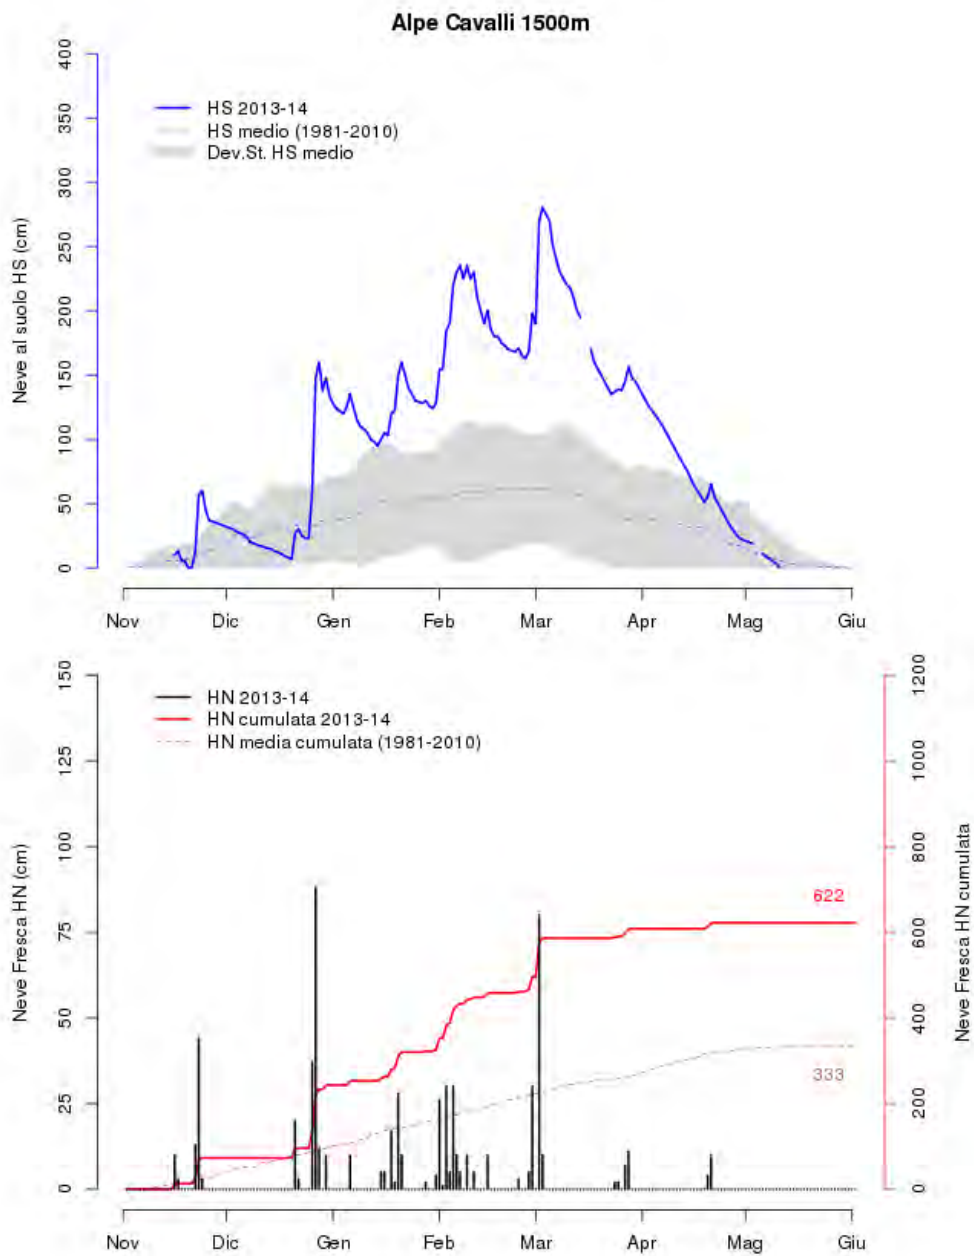 Alpe Cavalli 1500m
Neve al suolo HS (cm)
400
350
300
250
200
150
100
50
0
HS 2013-14
HS medio (1981-2010)
Dev.St. HS medio
Nov Dic Gen Feb Mar Apr Mag Giu
Neve Fresca HN (cm)
150
125
100
75
50
25
0
HN 2013-14
HN cumulata 2013-14
HN media cumulata (1981-2010)
622
333
1200
1000
800
600
400
200
0
Neve Fresca HN cumulata
Nov Dic Gen Feb Mar Apr Mag Giu